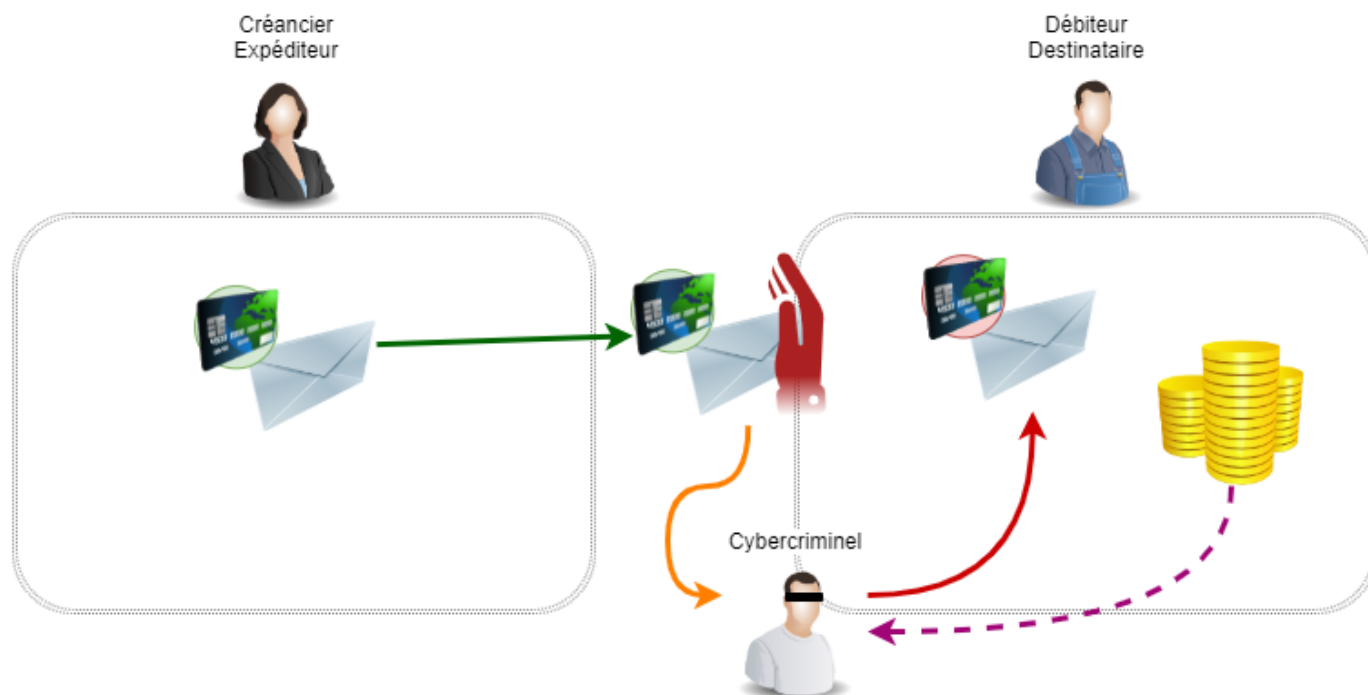 Créancier
Expéditeur
Débiteur
Destinataire
Cybercriminel